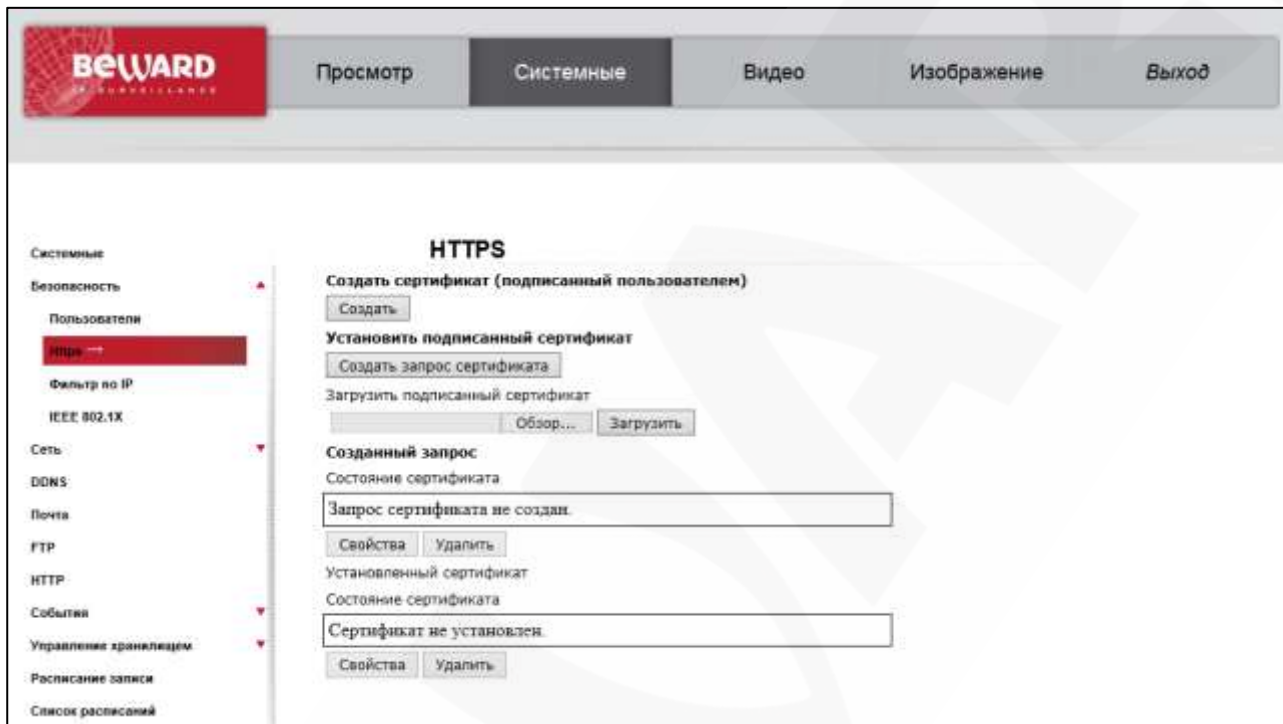 BEWARD
IP SURVEILLANCE
Просмотр
Системные
Видео
Изображение
Выход
Системные
Безопасность
Пользователи
Https →
Фильтр по IP
IEEE 802.1X
Сеть
DDNS
Почта
FTP
HTTP
События
Управление хранилищем
Расписание записи
Список расписаний
HTTPS
Создать сертификат (подписанный пользователем)
Создать
Установить подписанный сертификат
Создать запрос сертификата
Загрузить подписанный сертификат
Обзор... Загрузить
Созданный запрос
Состояние сертификата
Запрос сертификата не создан.
Свойства Удалить
Установленный сертификат
Состояние сертификата
Сертификат не установлен.
Свойства Удалить